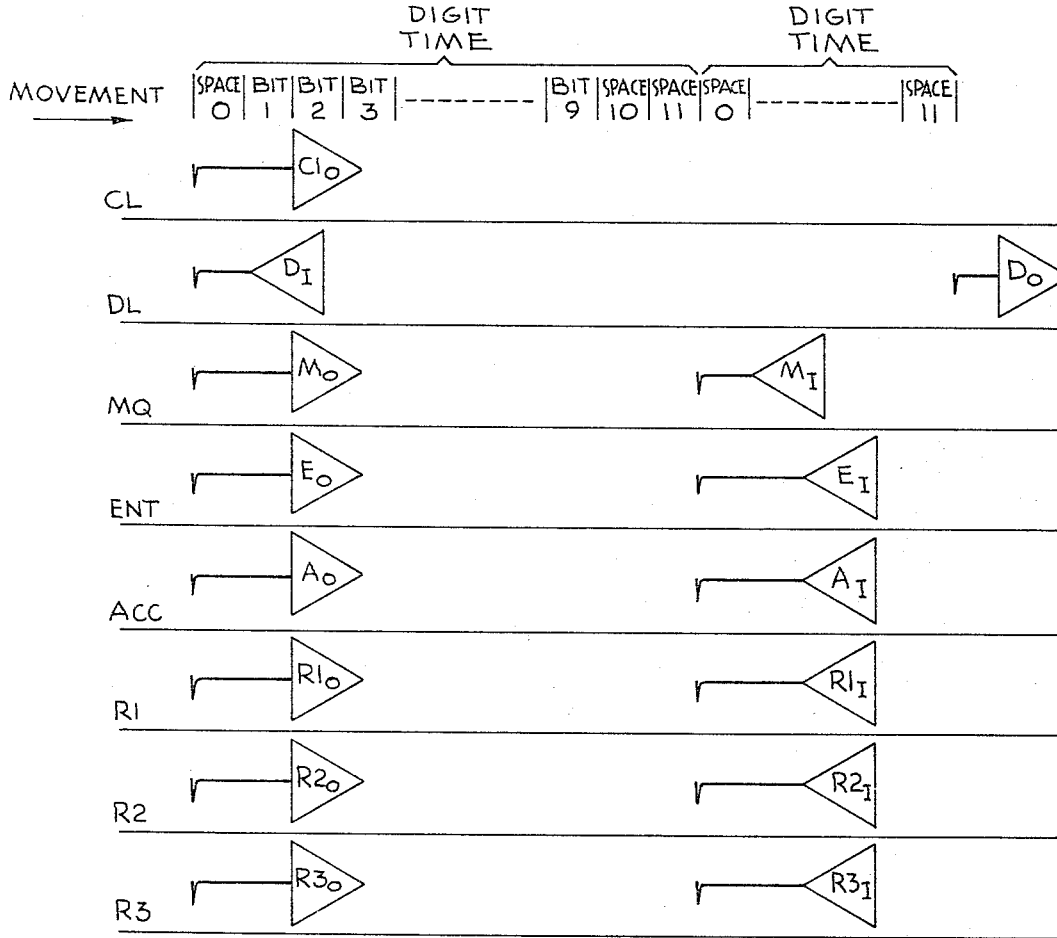 DIGIT TIME DIGIT TIME
MOVEMENT SPACE 0 BIT 1 BIT 2 BIT 3 BIT 9 SPACE 10 SPACE 11 SPACE 0 SPACE 11
C1O
CL
DI DO
DL
MO MI
MQ
EO EI
ENT
AO AI
ACC
R1O R1I
R1
R2O R2I
R2
R3O R3I
R3